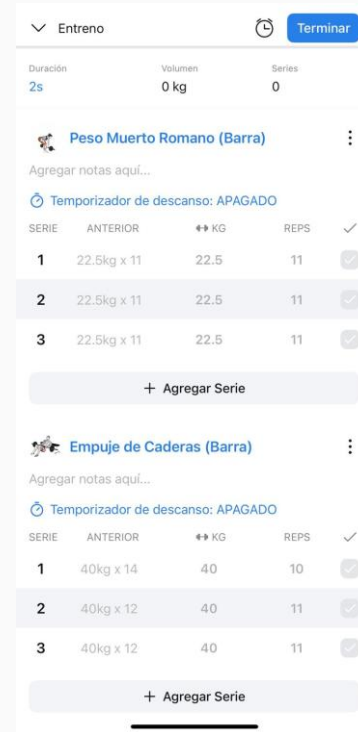 Entreno
Terminar
Duración Volumen Series
2s 0 kg 0
Peso Muerto Romano (Barra)
Agregar notas aquí...
Temporizador de descanso: APAGADO
SERIE ANTERIOR KG REPS
1 22.5kg x 11 22.5 11
2 22.5kg x 11 22.5 11
3 22.5kg x 11 22.5 11
+ Agregar Serie
Empuje de Caderas (Barra)
Agregar notas aquí...
Temporizador de descanso: APAGADO
SERIE ANTERIOR KG REPS
1 40kg x 14 40 10
2 40kg x 12 40 11
3 40kg x 12 40 11
+ Agregar Serie